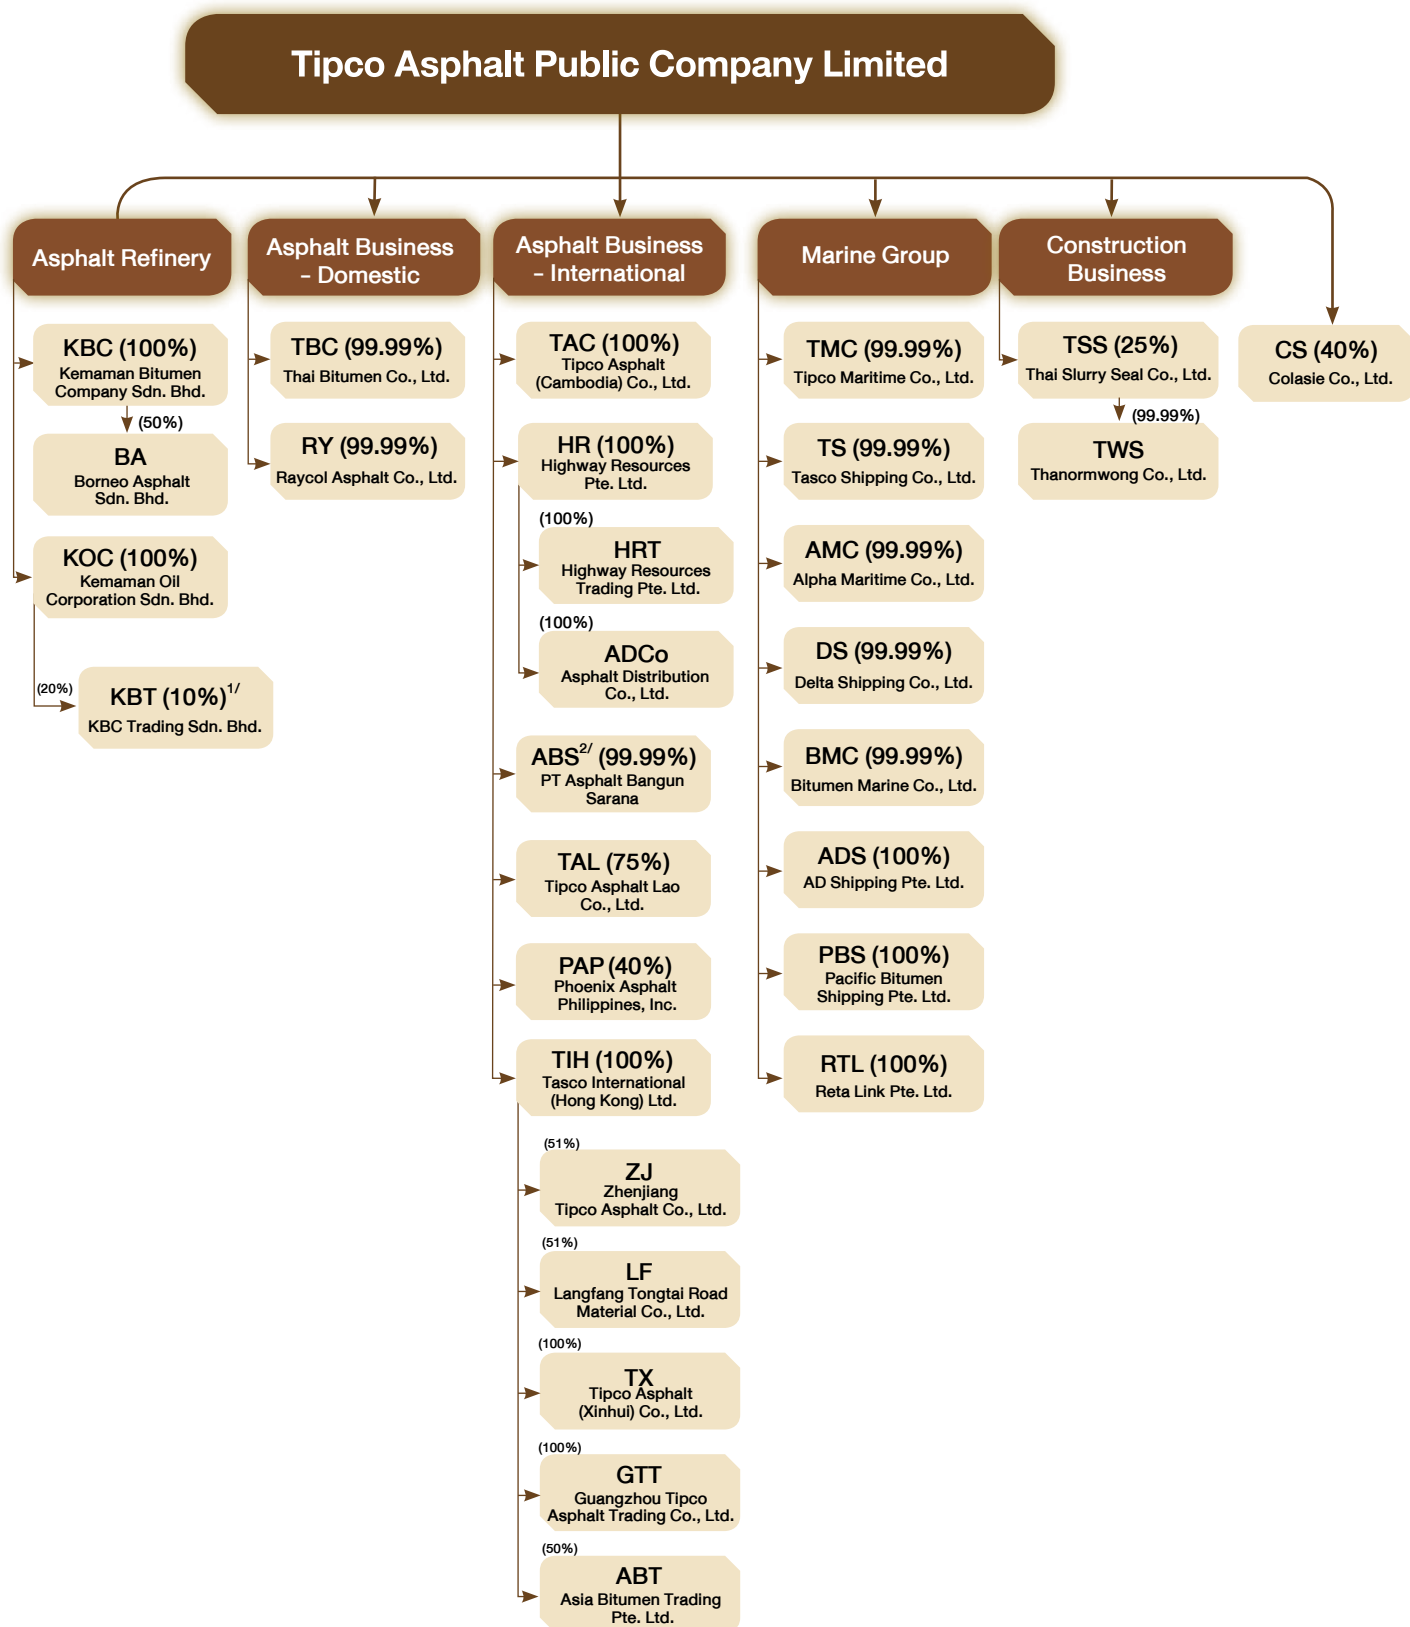 Tipco Asphalt Public Company Limited
Asphalt Refinery
KBC (100%)
Kemaman Bitumen
Company Sdn. Bhd.
(50%)
BA
Borneo Asphalt
Sdn. Bhd.
KOC (100%)
Kemaman Oil
Corporation Sdn. Bhd.
(20%)
KBT (10%)1/
KBC Trading Sdn. Bhd.
Asphalt Business
– Domestic
TBC (99.99%)
Thai Bitumen Co., Ltd.
RY (99.99%)
Raycol Asphalt Co., Ltd.
Asphalt Business
– International
TAC (100%)
Tipco Asphalt
(Cambodia) Co., Ltd.
HR (100%)
Highway Resources
Pte. Ltd.
(100%)
HRT
Highway Resources
Trading Pte. Ltd.
(100%)
ADCo
Asphalt Distribution
Co., Ltd.
ABS2/ (99.99%)
PT Asphalt Bangun
Sarana
TAL (75%)
Tipco Asphalt Lao
Co., Ltd.
PAP (40%)
Phoenix Asphalt
Philippines, Inc.
TIH (100%)
Tasco International
(Hong Kong) Ltd.
(51%)
ZJ
Zhenjiang
Tipco Asphalt Co., Ltd.
(51%)
LF
Langfang Tongtai Road
Material Co., Ltd.
(100%)
TX
Tipco Asphalt
(Xinhui) Co., Ltd.
(100%)
GTT
Guangzhou Tipco
Asphalt Trading Co., Ltd.
(50%)
ABT
Asia Bitumen Trading
Pte. Ltd.
Marine Group
TMC (99.99%)
Tipco Maritime Co., Ltd.
TS (99.99%)
Tasco Shipping Co., Ltd.
AMC (99.99%)
Alpha Maritime Co., Ltd.
DS (99.99%)
Delta Shipping Co., Ltd.
BMC (99.99%)
Bitumen Marine Co., Ltd.
ADS (100%)
AD Shipping Pte. Ltd.
PBS (100%)
Pacific Bitumen
Shipping Pte. Ltd.
RTL (100%)
Reta Link Pte. Ltd.
Construction
Business
TSS (25%)
Thai Slurry Seal Co., Ltd.
(99.99%)
TWS
Thanormwong Co., Ltd.
CS (40%)
Colasie Co., Ltd.